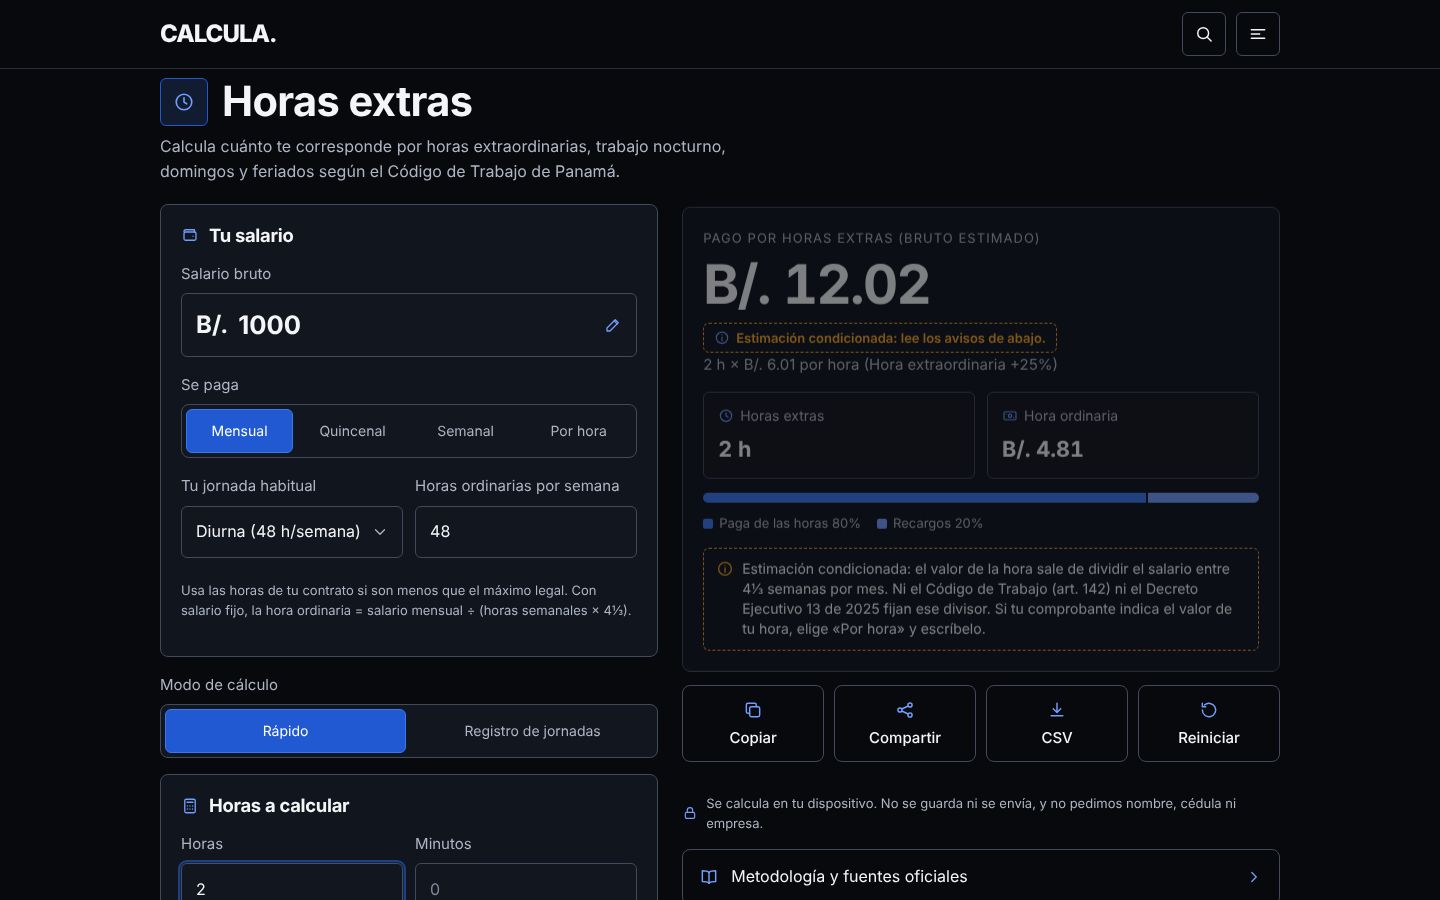 CALCULA.
Horas extras
Calcula cuánto te corresponde por horas extraordinarias, trabajo nocturno,
domingos y feriados según el Código de Trabajo de Panamá.
Tu salario
Salario bruto
B/. 1000
Se paga
Mensual
Quincenal
Semanal
Por hora
Tu jornada habitual
Horas ordinarias por semana
Diurna (48 h/semana)
48
Usa las horas de tu contrato si son menos que el máximo legal. Con
salario fijo, la hora ordinaria = salario mensual ÷ (horas semanales × 4⅓).
Modo de cálculo
Rápido
Registro de jornadas
Horas a calcular
Horas
Minutos
2
0
PAGO POR HORAS EXTRAS (BRUTO ESTIMADO)
B/. 12.02
Estimación condicionada: lee los avisos de abajo.
2 h × B/. 6.01 por hora (Hora extraordinaria +25%)
Horas extras
2 h
Hora ordinaria
B/. 4.81
Paga de las horas 80%
Recargos 20%
Estimación condicionada: el valor de la hora sale de dividir el salario entre
4⅓ semanas por mes. Ni el Código de Trabajo (art. 142) ni el Decreto
Ejecutivo 13 de 2025 fijan ese divisor. Si tu comprobante indica el valor de
tu hora, elige «Por hora» y escríbelo.
Copiar
Compartir
CSV
Reiniciar
Se calcula en tu dispositivo. No se guarda ni se envía, y no pedimos nombre, cédula ni
empresa.
Metodología y fuentes oficiales